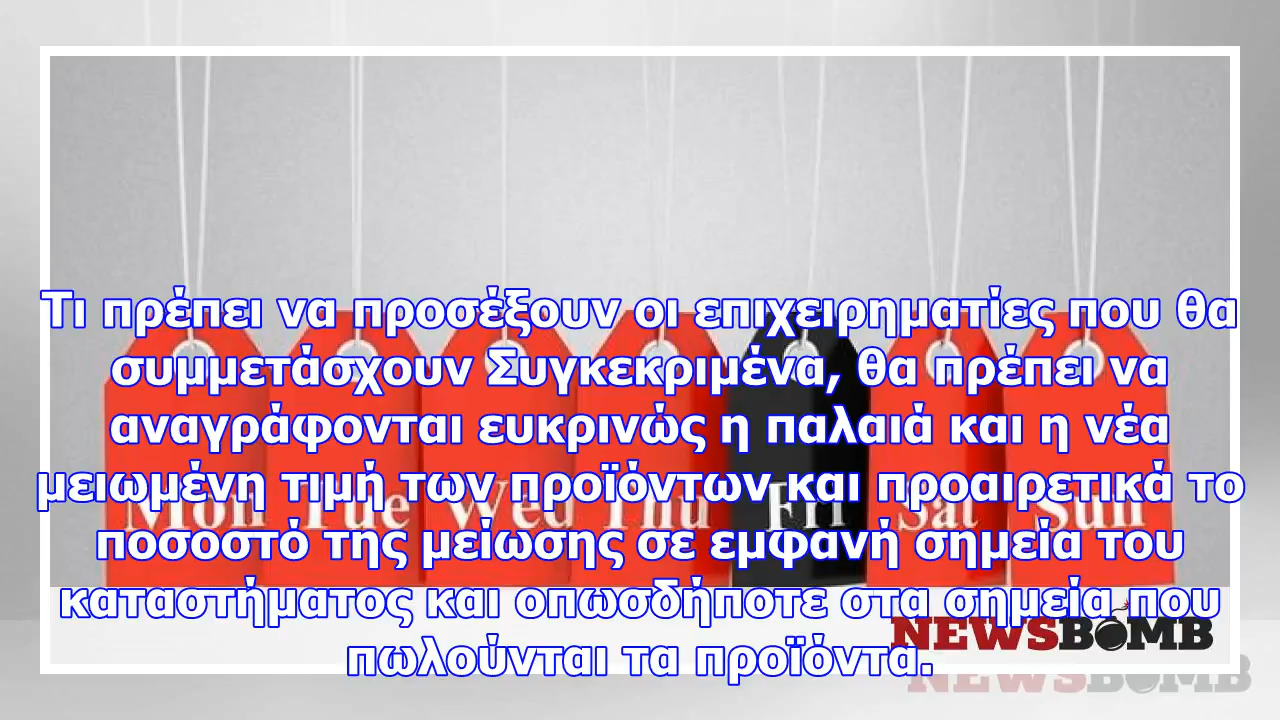 Τι πρέπει να προσέξουν οι επιχειρηματίες που θα
συμμετάσχουν Συγκεκριμένα, θα πρέπει να
αναγράφονται ευκρινώς η παλαιά και η νέα
μειωμένη τιμή των προϊόντων και προαιρετικά το
Mon Tue Wed Thu Fri Sat Sun
ποσοστό της μείωσης σε εμφανή σημεία του
καταστήματος και οπωσδήποτε στα σημεία που
NEWSBOMB
πωλούνται τα προϊόντα.
NEWSBOMB